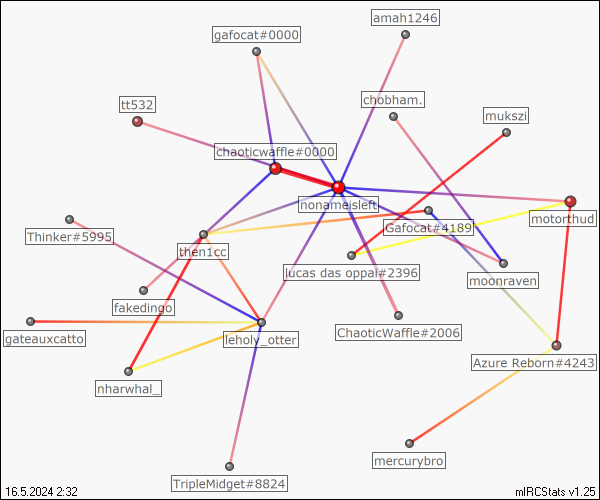 amah1246
gafocat#0000
chobham.
tt532
mukszi
chaoticwaffle#0000
nonameisleft
motorthud
Gafocat#4189
Thinker#5995
then1cc
lucas das oppai#2396
moonraven
fakedingo
ChaoticWaffle#2006
gateauxcatto
leholy_otter
Azure Reborn#4243
nharwhal_
mercurybro
TripleMidget#8824
16.5.2024 2:32
mIRCStats v1.25